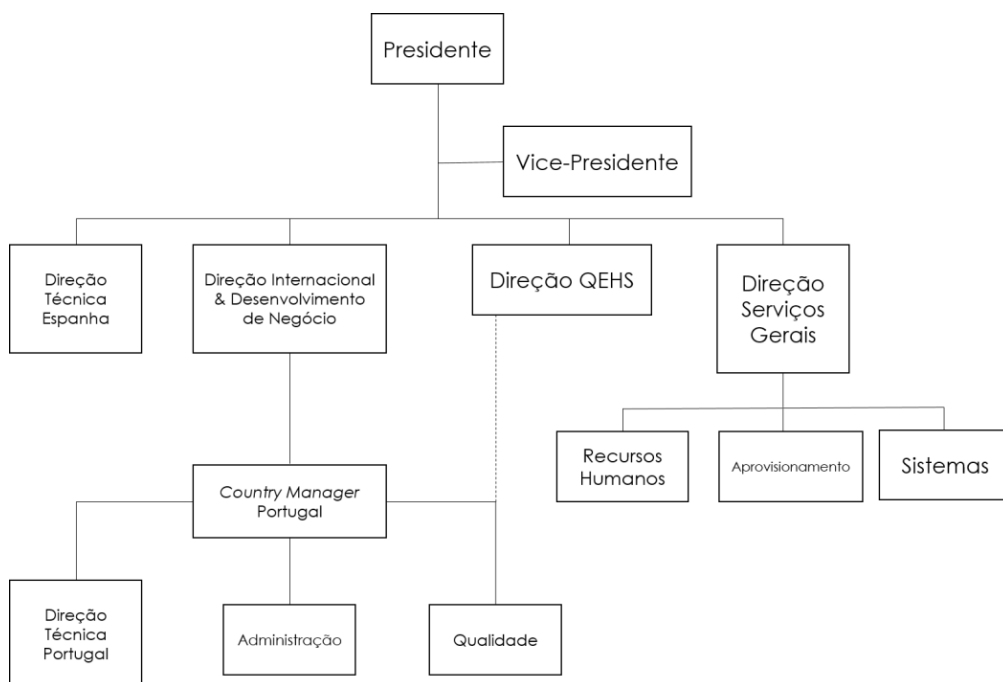 Presidente
Vice-Presidente
Direção
Técnica
Espanha
Direção Internacional
& Desenvolvimento
de Negócio
Direção QEHS
Direção
Serviços
Gerais
Recursos
Humanos
Aprovisionamento
Sistemas
Country Manager
Portugal
Direção
Técnica
Portugal
Administração
Qualidade